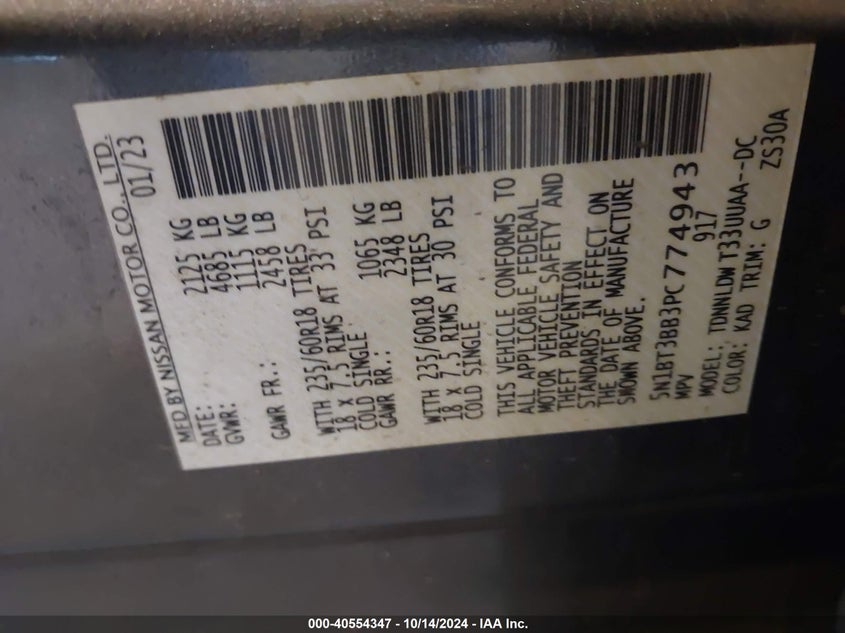 MFD BY NISSAN MOTOR CO., LTD.
DATE: 01/23
GVWR: 2125 KG
4685 LB
GAWR FR.: 1115 KG
2458 LB
WITH 235/60R18 TIRES
18 X 7.5 RIMS AT 33 PSI
COLD SINGLE
GAWR RR.: 1065 KG
2348 LB
WITH 235/60R18 TIRES
18 X 7.5 RIMS AT 30 PSI
COLD SINGLE
THIS VEHICLE CONFORMS TO
ALL APPLICABLE FEDERAL
MOTOR VEHICLE SAFETY AND
THEFT PREVENTION
STANDARDS IN EFFECT ON
THE DATE OF MANUFACTURE
SHOWN ABOVE.
5N1BT3BB3PC774943
MPV 917
MODEL: TDNNLDWT33UUAA--DC
COLOR: KAD TRIM: G ZS30A
000-40554347 - 10/14/2024 - IAA Inc.